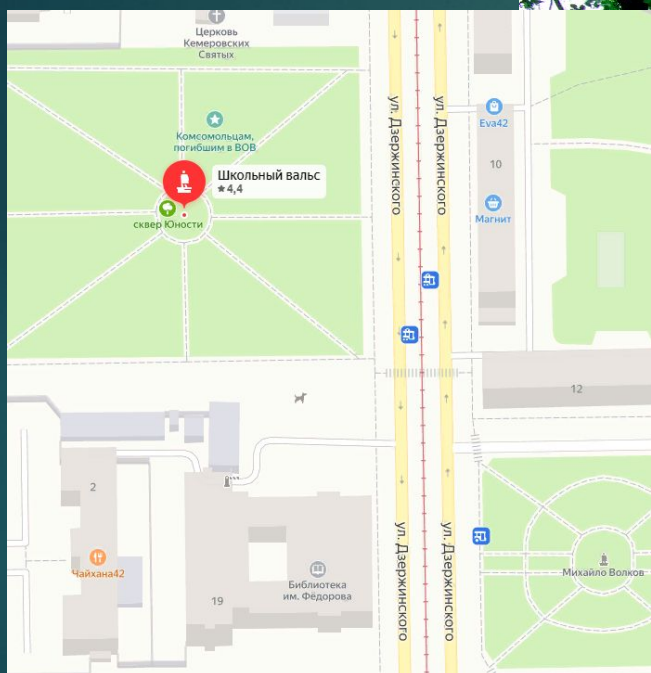 Церковь
Кемеровских
Святых
ул. Дзержинского
ул. Дзержинского
Eva42
Комсомольцам,
погибшим в ВОВ
10
Школьный вальс
4,4
Магнит
сквер Юности
12
2
Чайхана42
19
Библиотека
им. Фёдорова
ул. Дзержинского
ул. Дзержинского
Михайло Волков